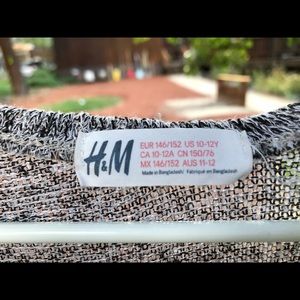 H&M
EUR 146/152 US 10-12Y
CA 10-12A CN 150/76
MX 146/152 AUS 11-12
Made in Bangladesh/ Fabriqué en Bangladesh/